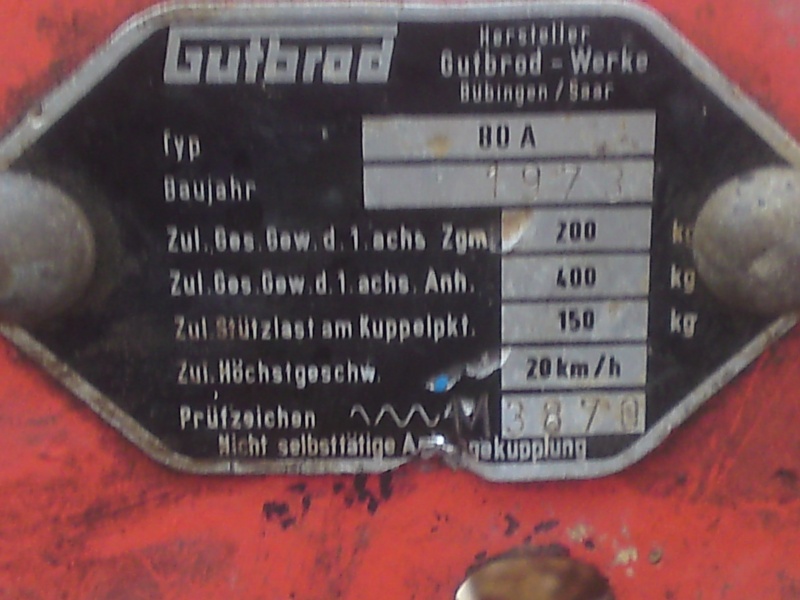 Gutbrod
Hersteller
Gutbrod - Werke
Bübingen / Saar
Typ 80 A
Baujahr 1973
Zul. Ges. Gew. d. 1. achs Zgm. 200 kg
Zul. Ges. Gew. d. 1. achs. Anh. 400 kg
Zul. Stützlast am Kuppelpkt. 150 kg
Zul. Höchstgeschw. 20 km/h
Prüfzeichen M 3870
Nicht selbsttätige gekupplung